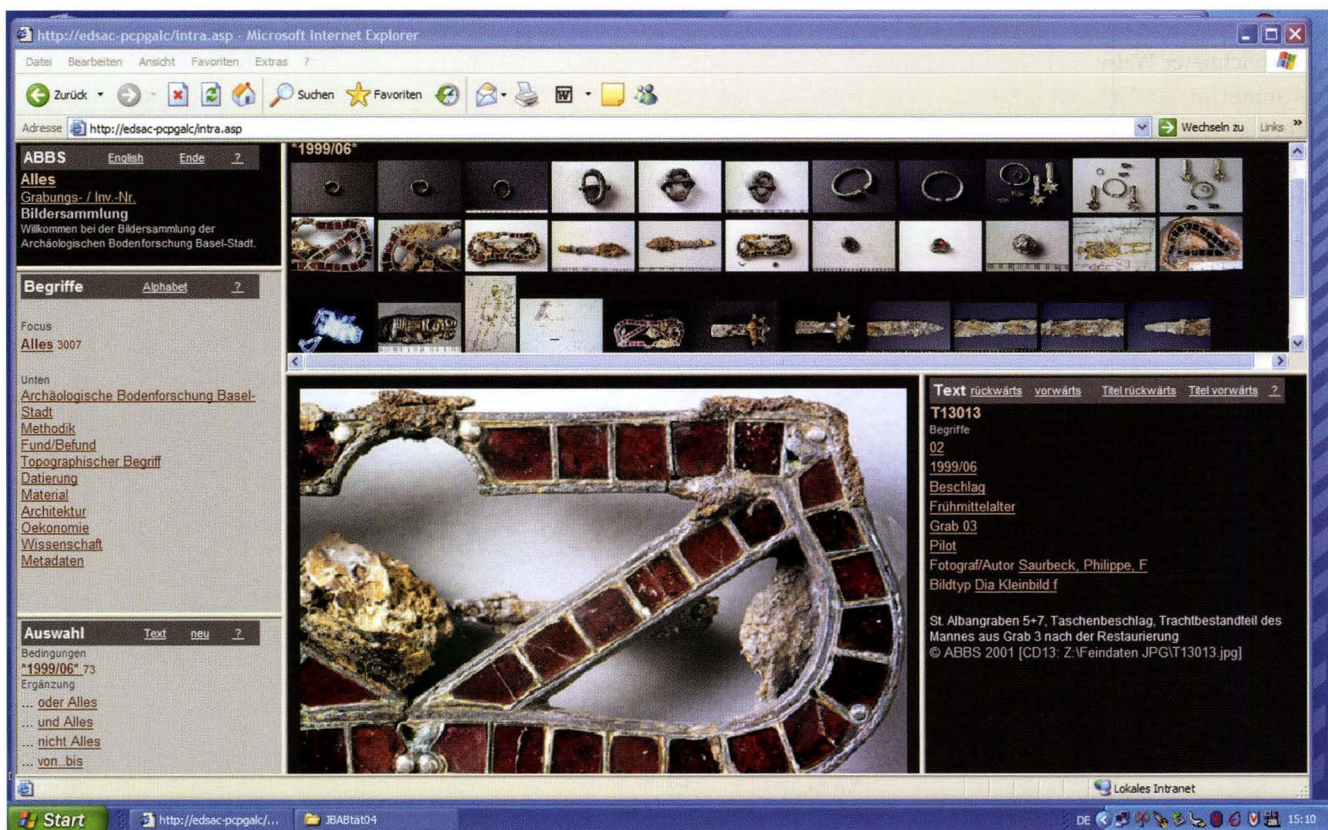 http://edsac-pcpgalc/intra.asp - Microsoft Internet Explorer
Datei Bearbeiten Ansicht Favoriten Extras ?
Zurück Suchen Favoriten
Adresse http://edsac-pcpgalc/intra.asp Wechseln zu Links »
ABBS English Ende ?
Alles
Grabungs- / Inv.-Nr.
Bildersammlung
Willkommen bei der Bildersammlung der
Archäologischen Bodenforschung Basel-Stadt.
Begriffe Alphabet ?
Focus
Alles 3007
Unten
Archäologische Bodenforschung Basel-
Stadt
Methodik
Fund/Befund
Topographischer Begriff
Datierung
Material
Architektur
Oekonomie
Wissenschaft
Metadaten
Auswahl Text neu ?
Bedingungen
*1999/06* 73
Ergänzung
... oder Alles
... und Alles
... nicht Alles
... von..bis
*1999/06*
Text rückwärts vorwärts Titel rückwärts Titel vorwärts ?
T13013
Begriffe
02
1999/06
Beschlag
Frühmittelalter
Grab 03
Pilot
Fotograf/Autor Saurbeck, Philippe, F
Bildtyp Dia Kleinbild f
St. Albangraben 5+7, Taschenbeschlag, Trachtbestandteil des
Mannes aus Grab 3 nach der Restaurierung
© ABBS 2001 [CD13: Z:\Feindaten JPG\T13013.jpg]
Lokales Intranet
Start http://edsac-pcpgalc/... JBABtät04 DE 15:10